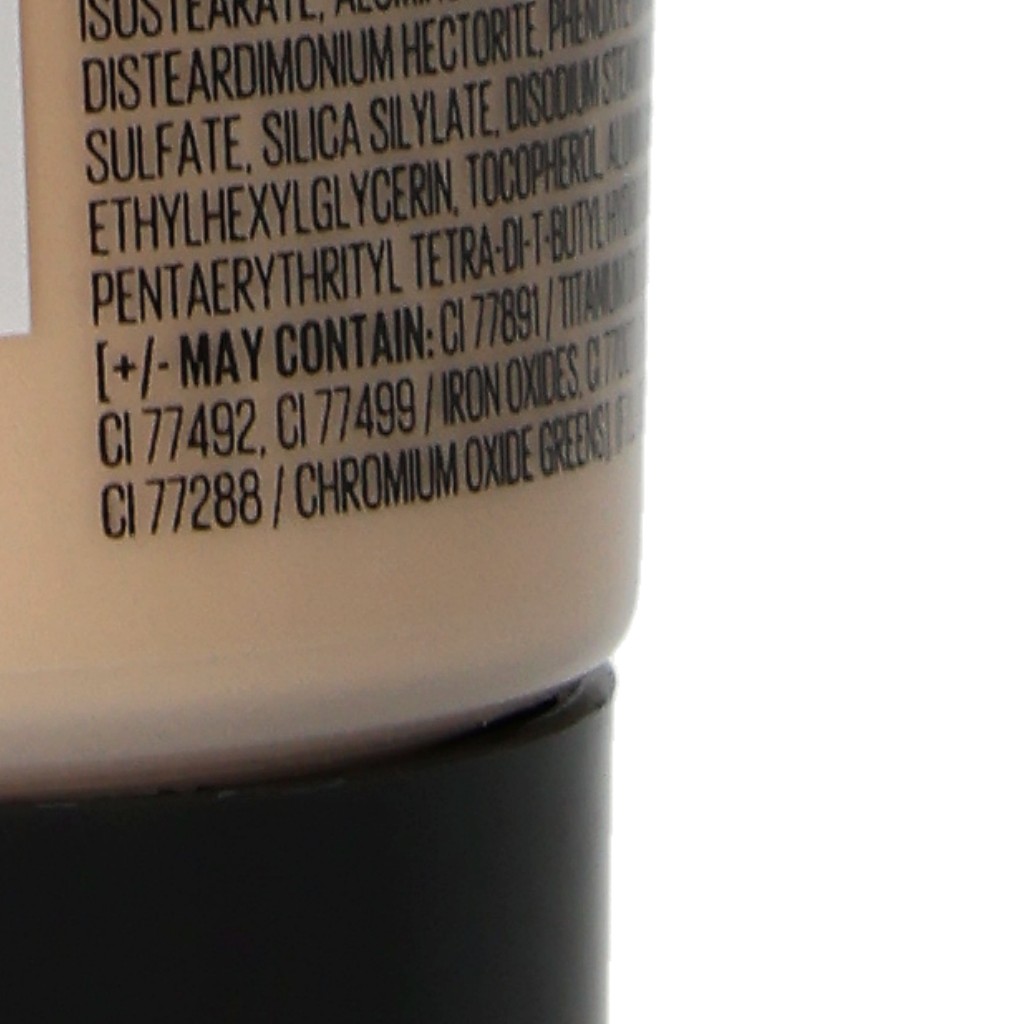 ISOSTEARATE,
DISTEARDIMONIUM HECTORITE,
SULFATE, SILICA SILYLATE, DISODIUM
ETHYLHEXYLGLYCERIN, TOCOPHEROL,
PENTAERYTHRITYL TETRA-DI-T-BUTYL
[+/- MAY CONTAIN: CI 77891 /
CI 77492, CI 77499 / IRON OXIDES,
CI 77288 / CHROMIUM OXIDE GREENS].